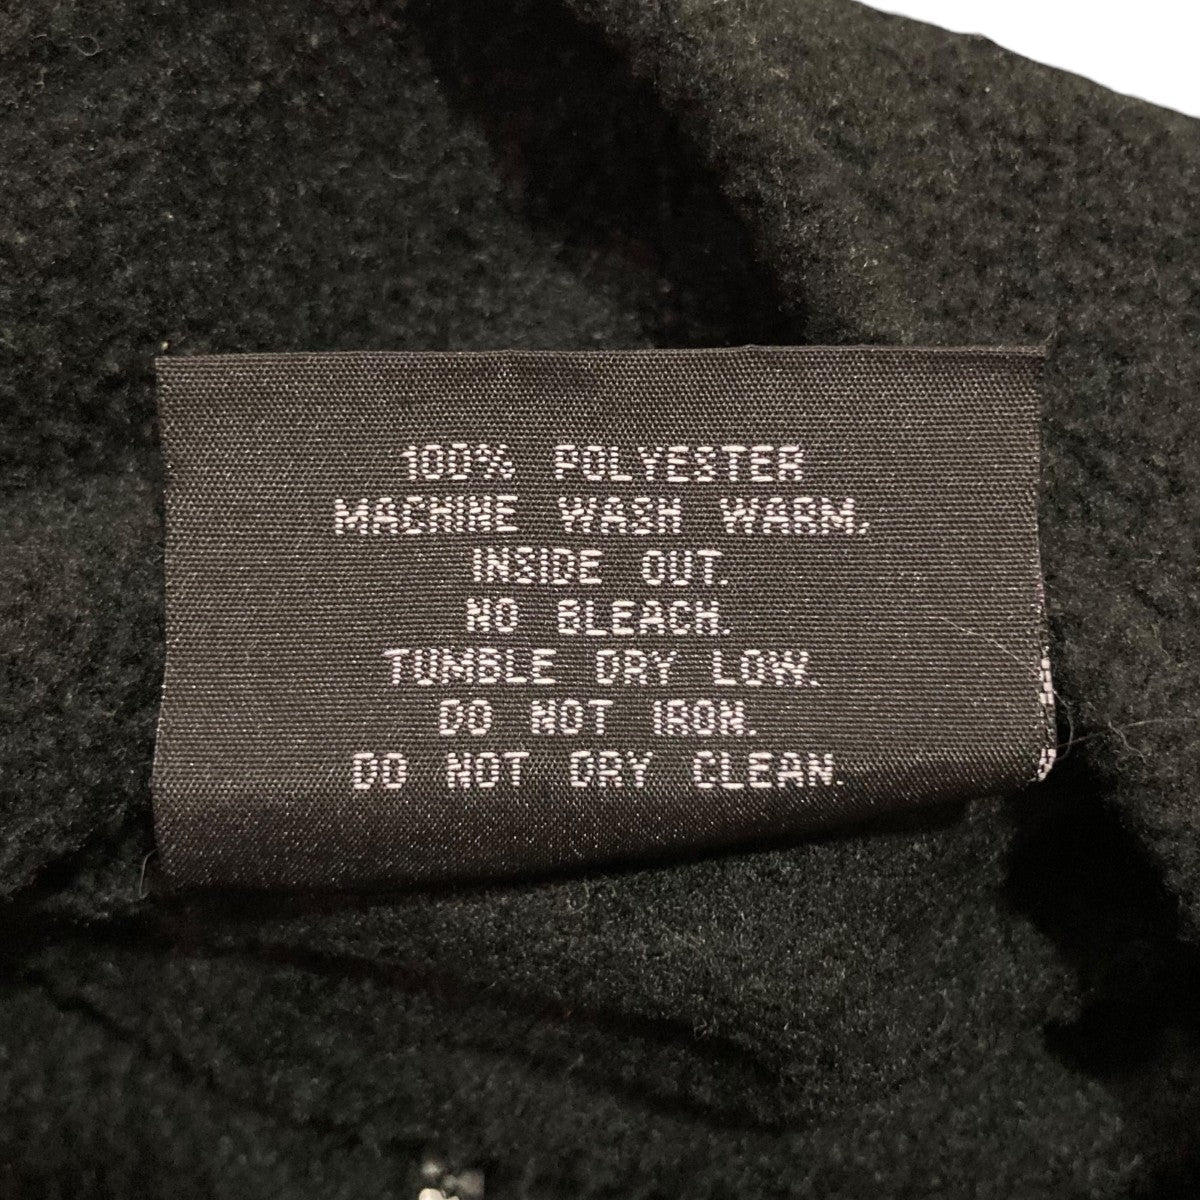 100% POLYESTER
MACHINE WASH WARM.
INSIDE OUT.
NO BLEACH.
TUMBLE DRY LOW.
DO NOT IRON.
DO NOT DRY CLEAN.